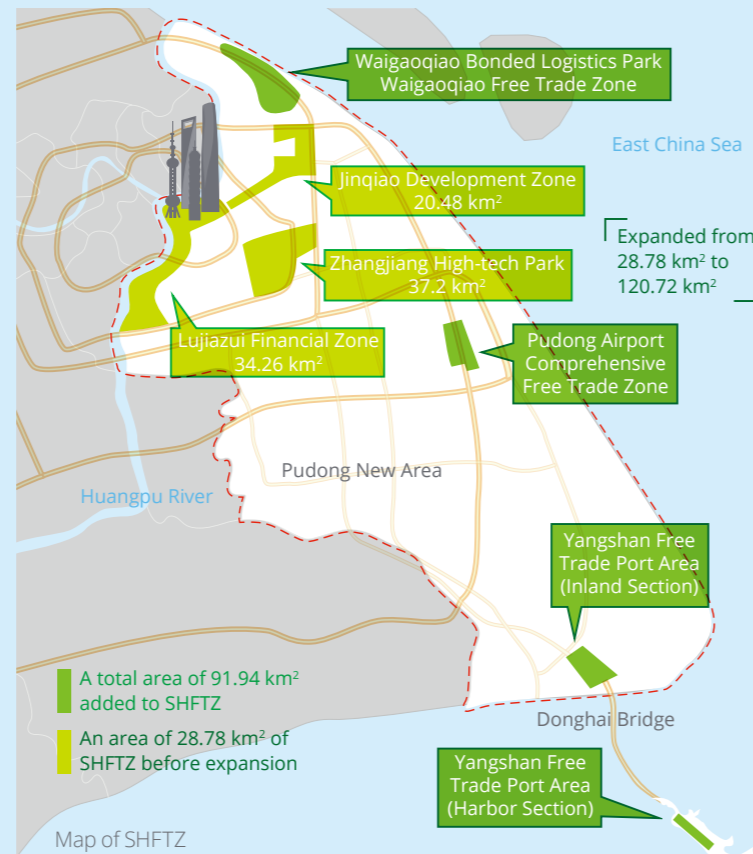 Waigaoqiao Bonded Logistics Park
Waigaoqiao Free Trade Zone
East China Sea
Jinqiao Development Zone
20.48 km²
Expanded from
28.78 km² to
120.72 km²
Zhangjiang High-tech Park
37.2 km²
Lujiazui Financial Zone
34.26 km²
Pudong Airport
Comprehensive
Free Trade Zone
Pudong New Area
Huangpu River
Yangshan Free
Trade Port Area
(Inland Section)
A total area of 91.94 km²
added to SHFTZ
An area of 28.78 km² of
SHFTZ before expansion
Donghai Bridge
Yangshan Free
Trade Port Area
(Harbor Section)
Map of SHFTZ